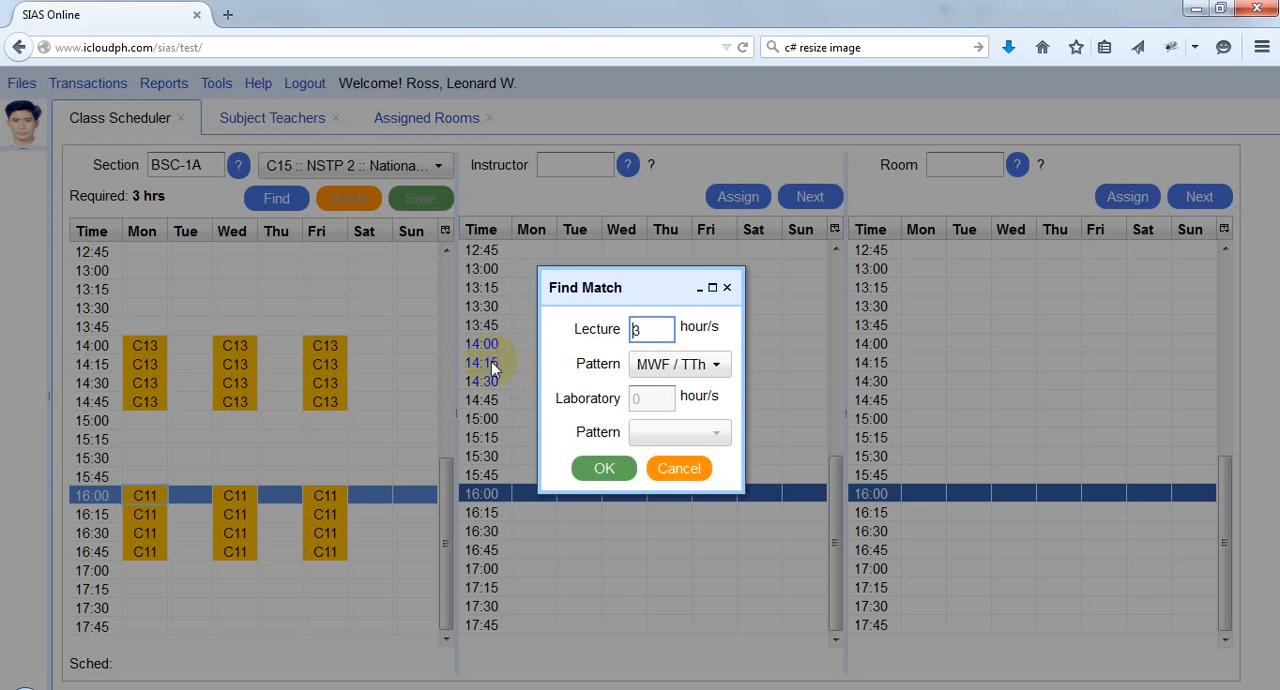 SIAS Online
www.icloudph.com/sias/test/
c# resize image
Files Transactions Reports Tools Help Logout Welcome! Ross, Leonard W.
Class Scheduler Subject Teachers Assigned Rooms
Section BSC-1A ? C15 :: NSTP 2 :: Nationa... Instructor ? ? Room ? ?
Required: 3 hrs Find Save Assign Next Assign Next
Time Mon Tue Wed Thu Fri Sat Sun Time Mon Tue Wed Thu Fri Sat Sun Time Mon Tue Wed Thu Fri Sat Sun
12:45 12:45 12:45
13:00 13:00 13:00
13:15 13:15 13:15
13:30 13:30 13:30
13:45 13:45 13:45
14:00 C13 C13 C13 14:00 14:00
14:15 C13 C13 C13 14:15 14:15
14:30 C13 C13 C13 14:30 14:30
14:45 C13 C13 C13 14:45 14:45
15:00 15:00 15:00
15:15 15:15 15:15
15:30 15:30 15:30
15:45 15:45 15:45
16:00 C11 C11 C11 16:00 16:00
16:15 C11 C11 C11 16:15 16:15
16:30 C11 C11 C11 16:30 16:30
16:45 C11 C11 C11 16:45 16:45
17:00 17:00 17:00
17:15 17:15 17:15
17:30 17:30 17:30
17:45 17:45 17:45
Sched:
Find Match
Lecture 3 hour/s
Pattern MWF / TTh
Laboratory 0 hour/s
Pattern
OK Cancel